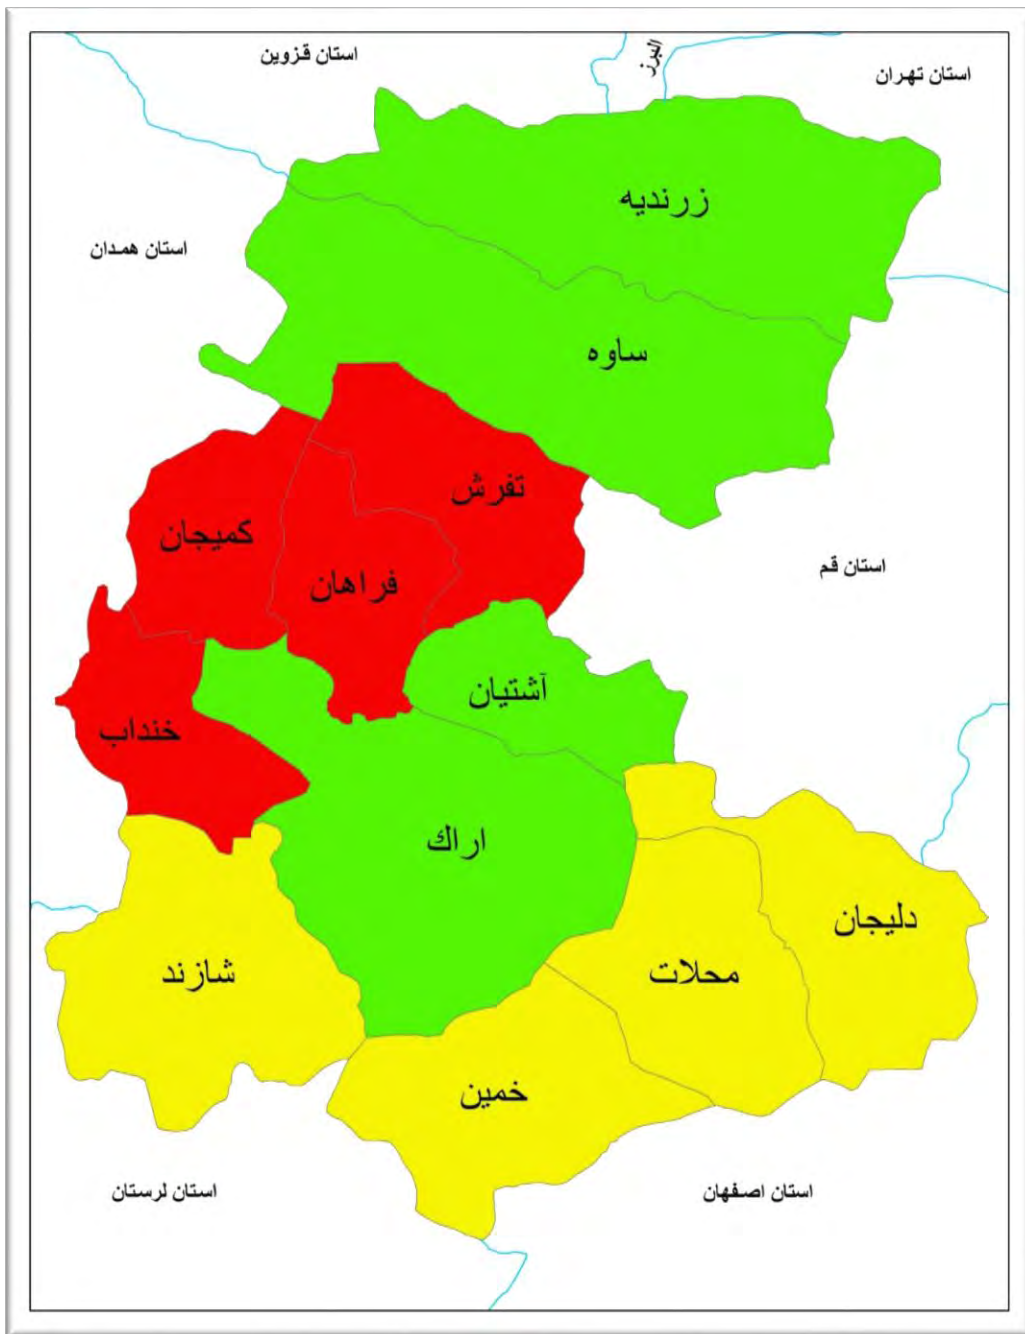 استان قزوین
البرز
استان تهران
زرندیه
استان همدان
ساوه
تفرش
کمیجان
استان قم
فراهان
آشتیان
خنداب
اراك
دلیجان
شازند
محلات
خمین
استان لرستان
استان اصفهان